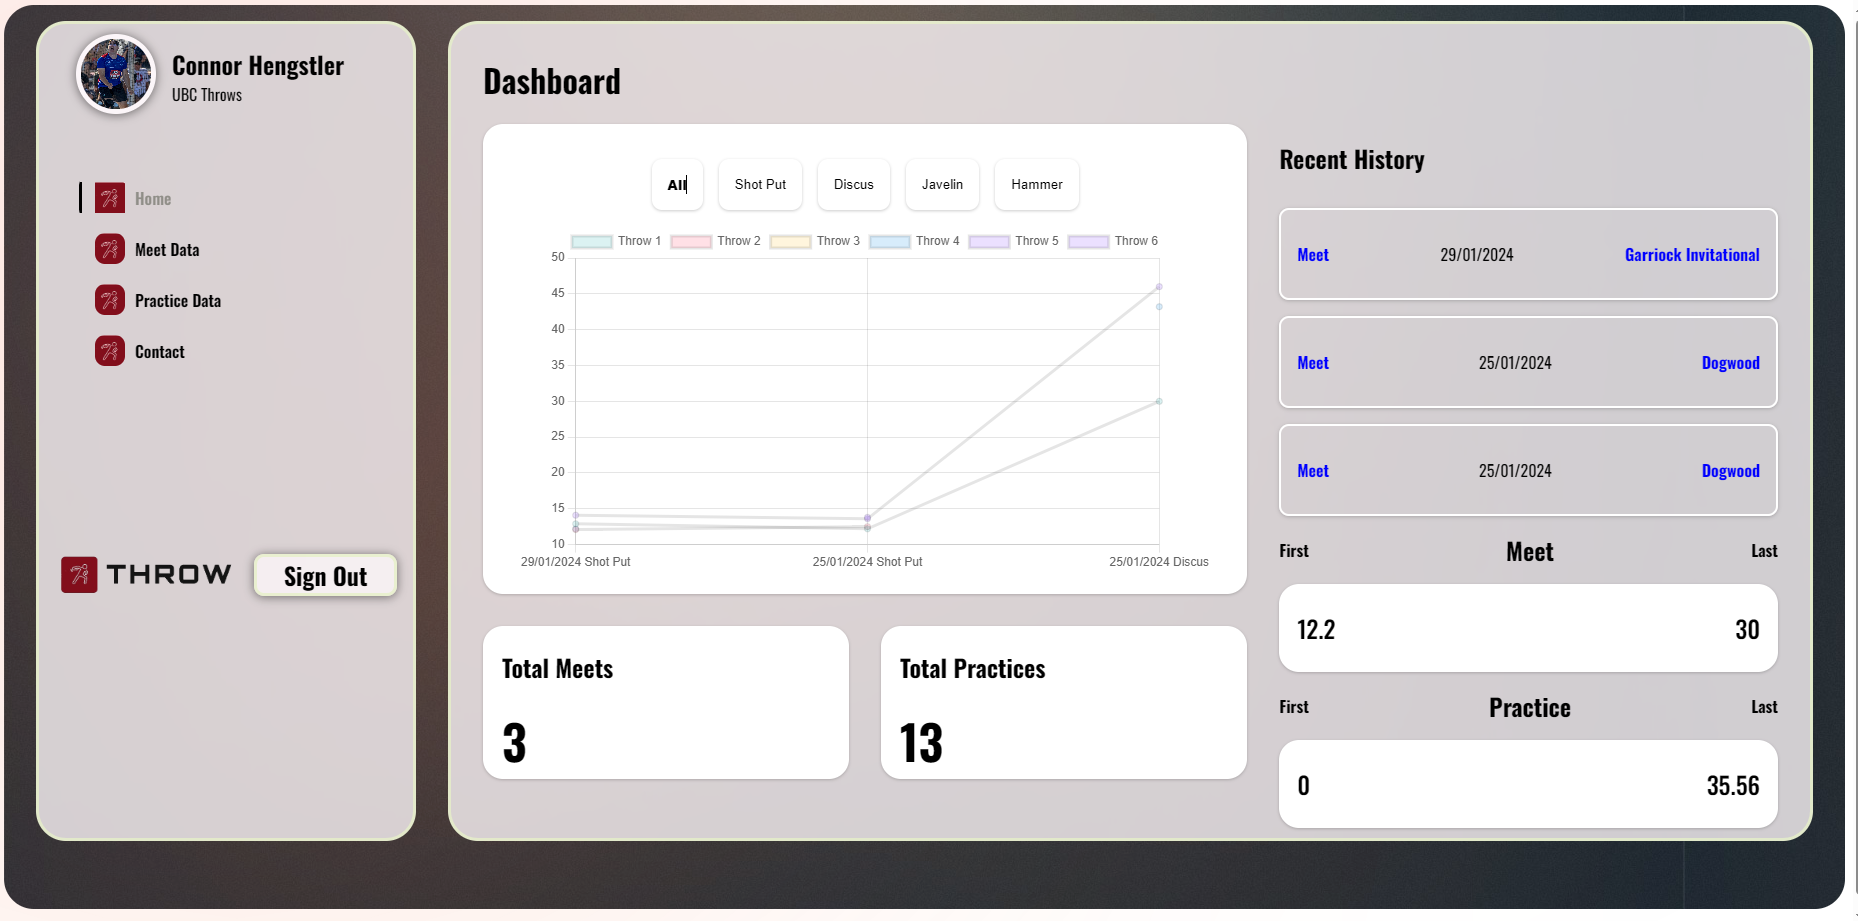 Connor Hengstler
UBC Throws
Home
Meet Data
Practice Data
Contact
THROW
Sign Out
Dashboard
All
Shot Put
Discus
Javelin
Hammer
Throw 1
Throw 2
Throw 3
Throw 4
Throw 5
Throw 6
50
45
40
35
30
25
20
15
10
29/01/2024 Shot Put
25/01/2024 Shot Put
25/01/2024 Discus
Total Meets
3
Total Practices
13
Recent History
Meet 29/01/2024 Garriock Invitational
Meet 25/01/2024 Dogwood
Meet 25/01/2024 Dogwood
First Meet Last
12.2 30
First Practice Last
0 35.56